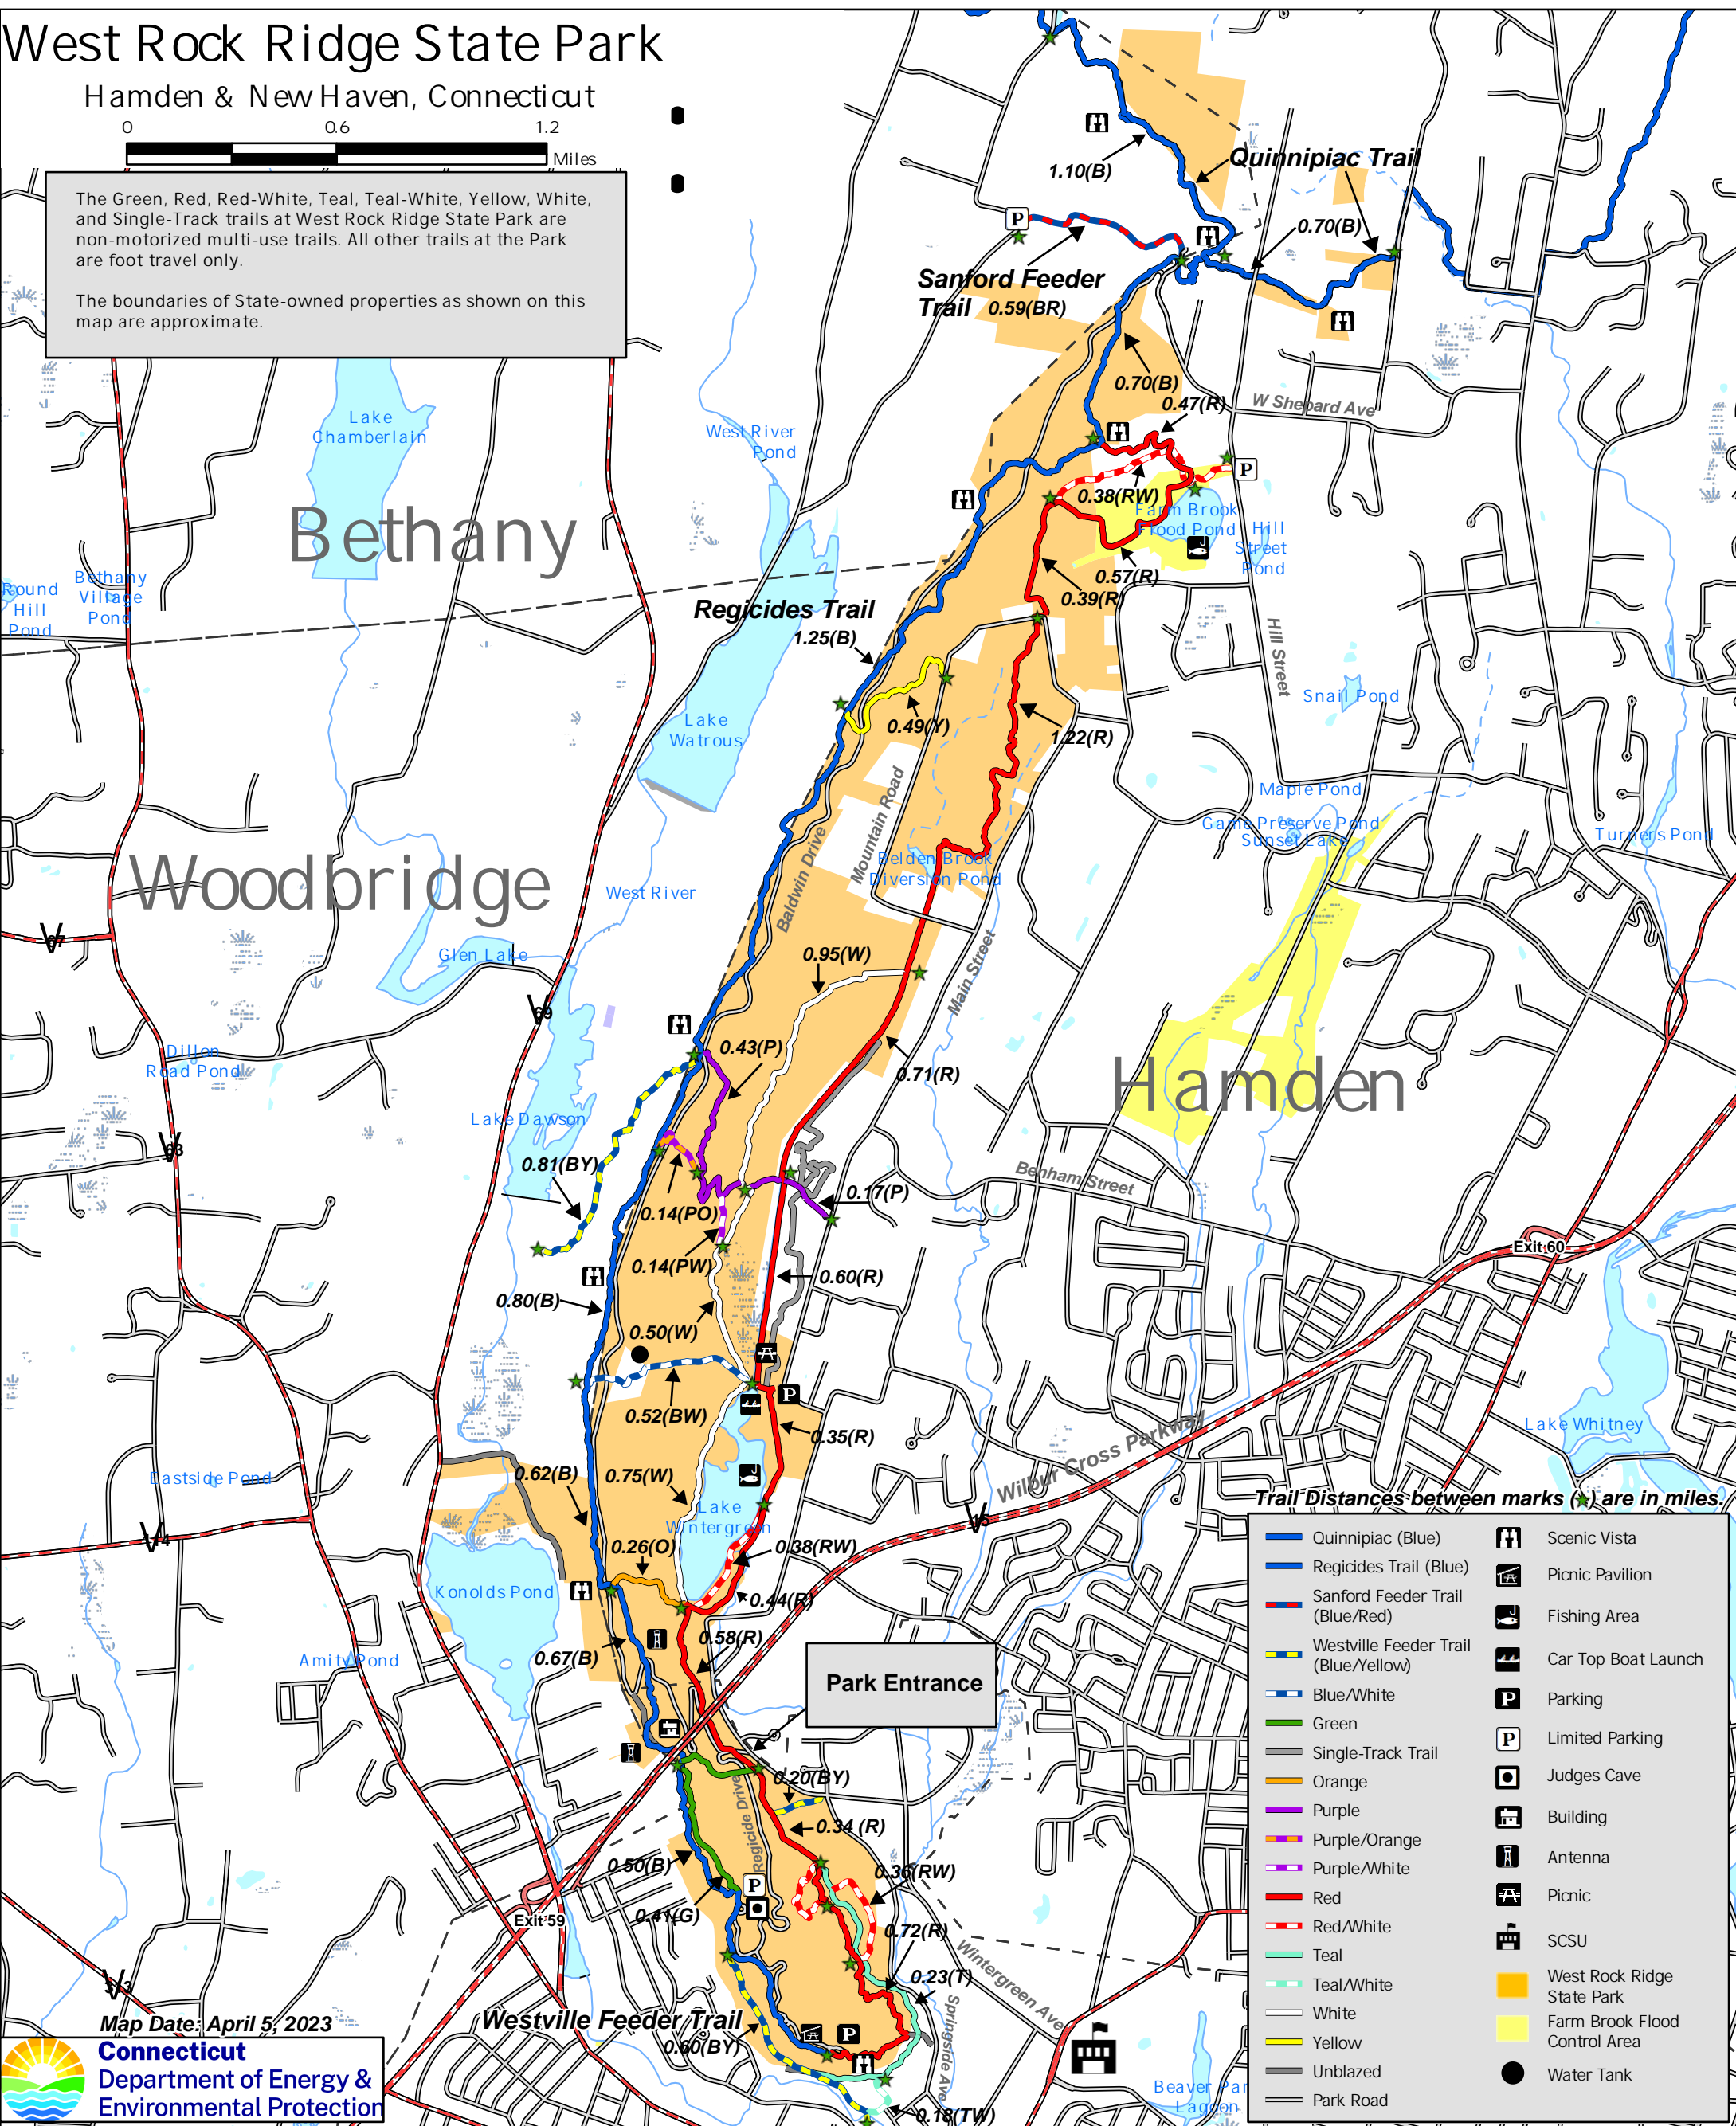 West Rock Ridge State Park
Hamden & New Haven, Connecticut
0 0.6 1.2
Miles
The Green, Red, Red-White, Teal, Teal-White, Yellow, White,
and Single-Track trails at West Rock Ridge State Park are
non-motorized multi-use trails. All other trails at the Park
are foot travel only.
The boundaries of State-owned properties as shown on this
map are approximate.
1.10(B)
Quinnipiac Trail
0.70(B)
P
Sanford Feeder
Trail 0.59(BR)
0.70(B)
0.47(R)
W Shepard Ave
P
Lake
Chamberlain
West River
Pond
0.38(RW)
Farm Brook
Flood Pond
Hill
Street
Pond
Bethany
0.57(R)
0.39(R)
Round
Hill
Pond
Bethany
Village
Pond
Regicides Trail
1.25(B)
Hill Street
0.49(Y)
1.22(R)
Snail Pond
Lake
Watrous
Mountain Road
Baldwin Drive
Maple Pond
Game Preserve Pond
Sunset Lake
Turners Pond
Belden Brook
Diversion Pond
Woodbridge
West River
67
Glen Lake
0.95(W)
Main Street
69
Dillon
Road Pond
0.43(P)
0.71(R)
Hamden
Lake Dawson
63
0.81(BY)
Benham Street
0.17(P)
0.14(PO)
0.14(PW)
0.60(R)
Exit 60
0.80(B)
0.50(W)
0.52(BW)
P
0.35(R)
Lake Whitney
Wilbur Cross Parkway
Eastside Pond
0.62(B)
0.75(W)
Lake
Wintergreen
15
114
0.26(O)
0.38(RW)
Konolds Pond
0.44(R)
0.58(R)
0.67(B)
Amity Pond
Park Entrance
0.20(BY)
Regicide Drive
0.34 (R)
0.50(B)
0.36(RW)
P
0.41(G)
Exit 59
0.72(R)
Wintergreen Ave
0.23(T)
313
Westville Feeder Trail
P
0.60(BY)
Springside Ave
Beaver Par
Lagoon
0.18(TW)
Map Date: April 5, 2023
Connecticut
Department of Energy &
Environmental Protection
Trail Distances between marks ( ) are in miles.
Quinnipiac (Blue)
Regicides Trail (Blue)
Sanford Feeder Trail
(Blue/Red)
Westville Feeder Trail
(Blue/Yellow)
Blue/White
Green
Single-Track Trail
Orange
Purple
Purple/Orange
Purple/White
Red
Red/White
Teal
Teal/White
White
Yellow
Unblazed
Park Road
Scenic Vista
Picnic Pavilion
Fishing Area
Car Top Boat Launch
P Parking
P Limited Parking
Judges Cave
Building
Antenna
Picnic
SCSU
West Rock Ridge
State Park
Farm Brook Flood
Control Area
Water Tank